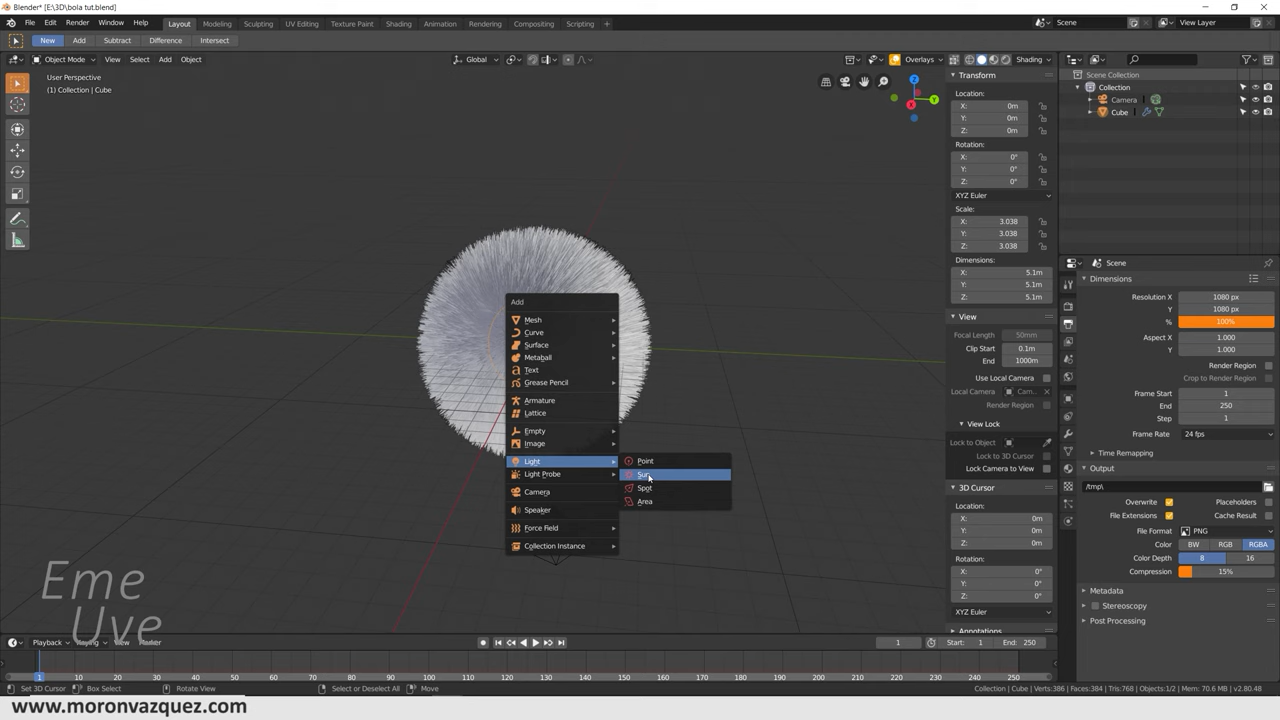 Blender* [E:\3D\bola tut.blend]
File Edit Render Window Help Layout Modeling Sculpting UV Editing Texture Paint Shading Animation Rendering Compositing Scripting Scene View Layer
New Add Subtract Difference Intersect
Object Mode View Select Add Object Global Overlays Shading
User Perspective
(1) Collection | Cube
Z
Y
X
Add
Mesh
Curve
Surface
Metaball
Text
Grease Pencil
Armature
Lattice
Empty
Image
Light
Light Probe
Camera
Speaker
Force Field
Collection Instance
Point
Sun
Spot
Area
Transform
Location:
X: 0m
Y: 0m
Z: 0m
Rotation:
X: 0°
Y: 0°
Z: 0°
XYZ Euler
Scale:
X: 3.038
Y: 3.038
Z: 3.038
Dimensions:
X: 5.1m
Y: 5.1m
Z: 5.1m
View
Focal Length 50mm
Clip Start 0.1m
End 1000m
Use Local Camera
Local Camera Cam..
Render Region
View Lock
Lock to Object
Lock to 3D Cursor
Lock Camera to View
3D Cursor
Location:
X: 0m
Y: 0m
Z: 0m
Rotation:
X: 0°
Y: 0°
Z: 0°
XYZ Euler
Annotations
Scene Collection
Collection
Camera
Cube
Scene
Dimensions
Resolution X 1080 px
Y 1080 px
% 100%
Aspect X 1.000
Y 1.000
Render Region
Crop to Render Region
Frame Start 1
End 250
Step 1
Frame Rate 24 fps
Time Remapping
Output
/tmp\
Overwrite Placeholders
File Extensions Cache Result
File Format PNG
Color BW RGB RGBA
Color Depth 8 16
Compression 15%
Metadata
Stereoscopy
Post Processing
Eme
Uve
Playback Keying View Marker 1 Start: 1 End: 250
1 10 20 30 40 50 60 70 80 90 100 110 120 130 140 150 160 170 180 190 200 210 220 230 240 250
Set 3D Cursor Box Select Rotate View Select or Deselect All Move Collection | Cube | Verts:386 | Faces:384 | Tris:768 | Objects:1/2 | Mem: 70.6 MB | v2.80.48
www.moronvazquez.com